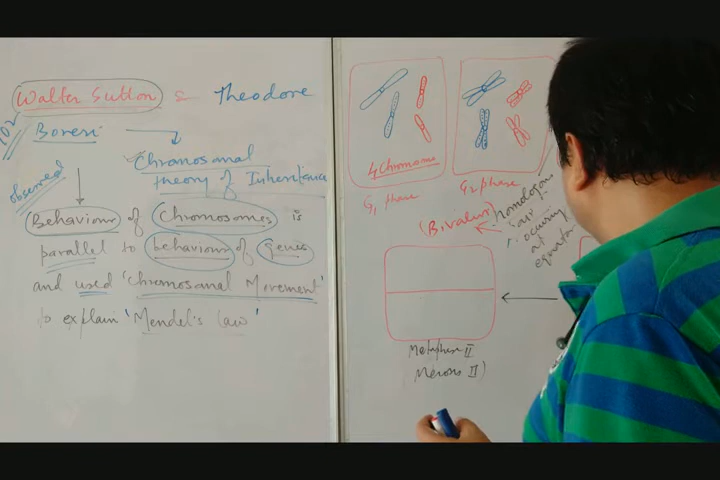 Walter Sutton & Theodore
1902
Boveri
Chromosomal
theory of Inheritance
observed
Behaviour of Chromosomes is
parallel to behaviour of genes
and used 'Chromosomal Movement'
to explain 'Mendel's law'
4 Chromosome
G1 phase
G2 phase
(Bivalent)
homologous
occuring
at
equator
Metaphase II
Meiosis II)